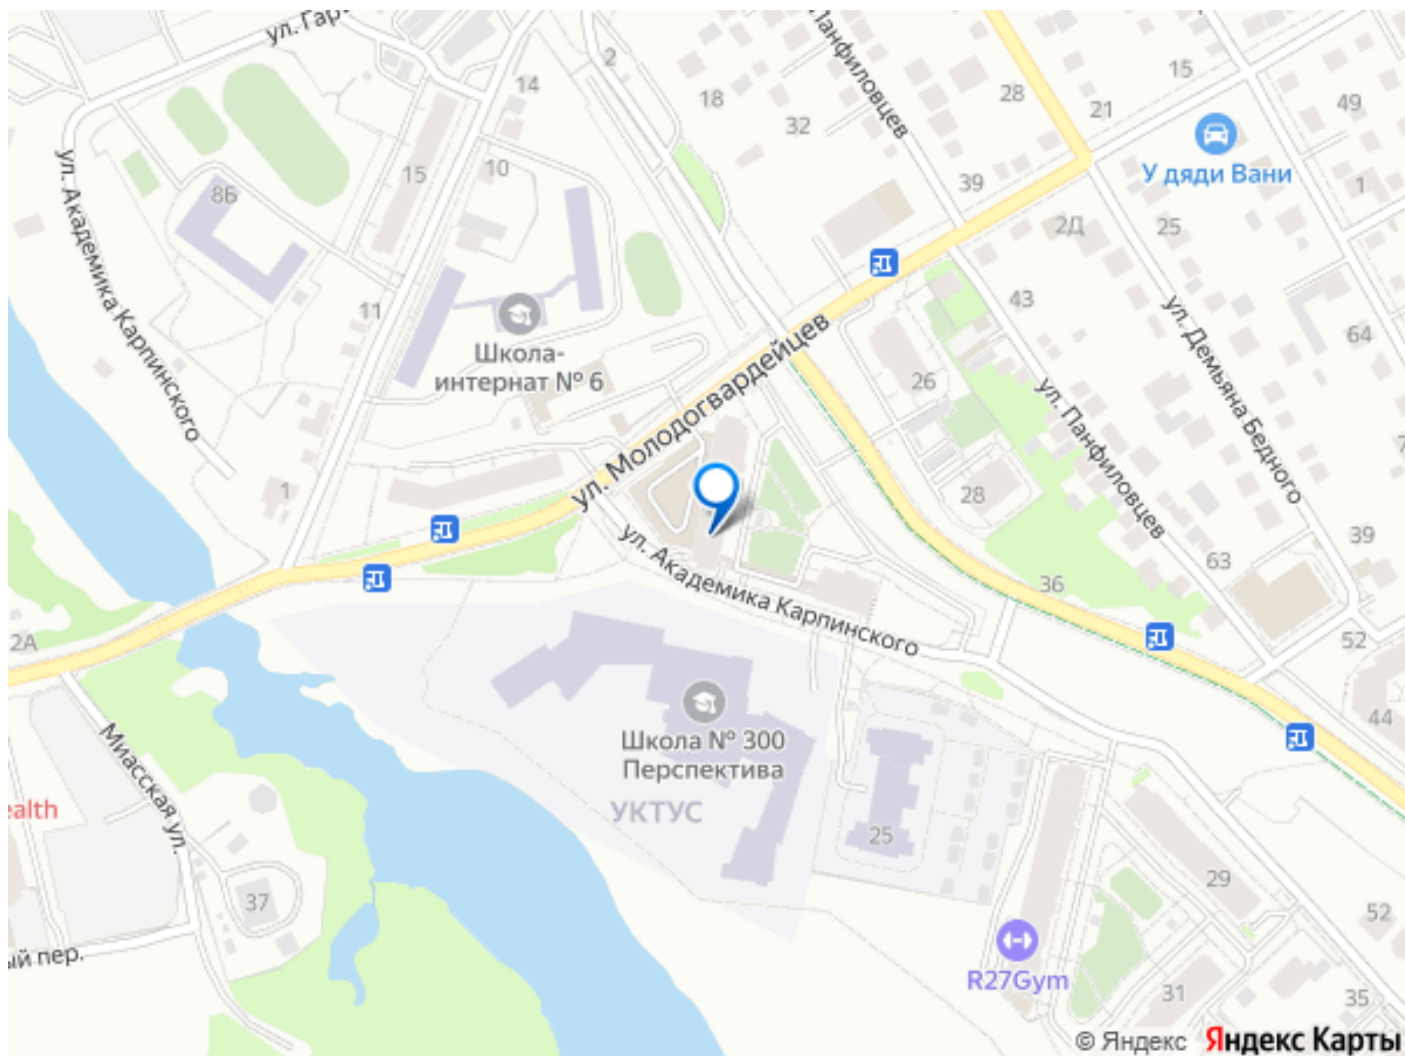 ул. Гар
2
14
18
32
28
15
21
49
ул. Панфиловцев
У дяди Вани
1
ул. Академика Карпинского
8Б
15
10
39
2Д
25
11
43
64
Школа-
интернат № 6
ул. Молодогвардейцев
26
ул. Демьяна Бедного
ул. Панфиловцев
1
28
39
ул. Академика Карпинского
36
63
52
2А
44
Школа № 300
Перспектива
УКТУС
Миасская ул.
ealth
25
29
37
52
ый пер.
R27Gym
31
35
© Яндекс Яндекс Карты